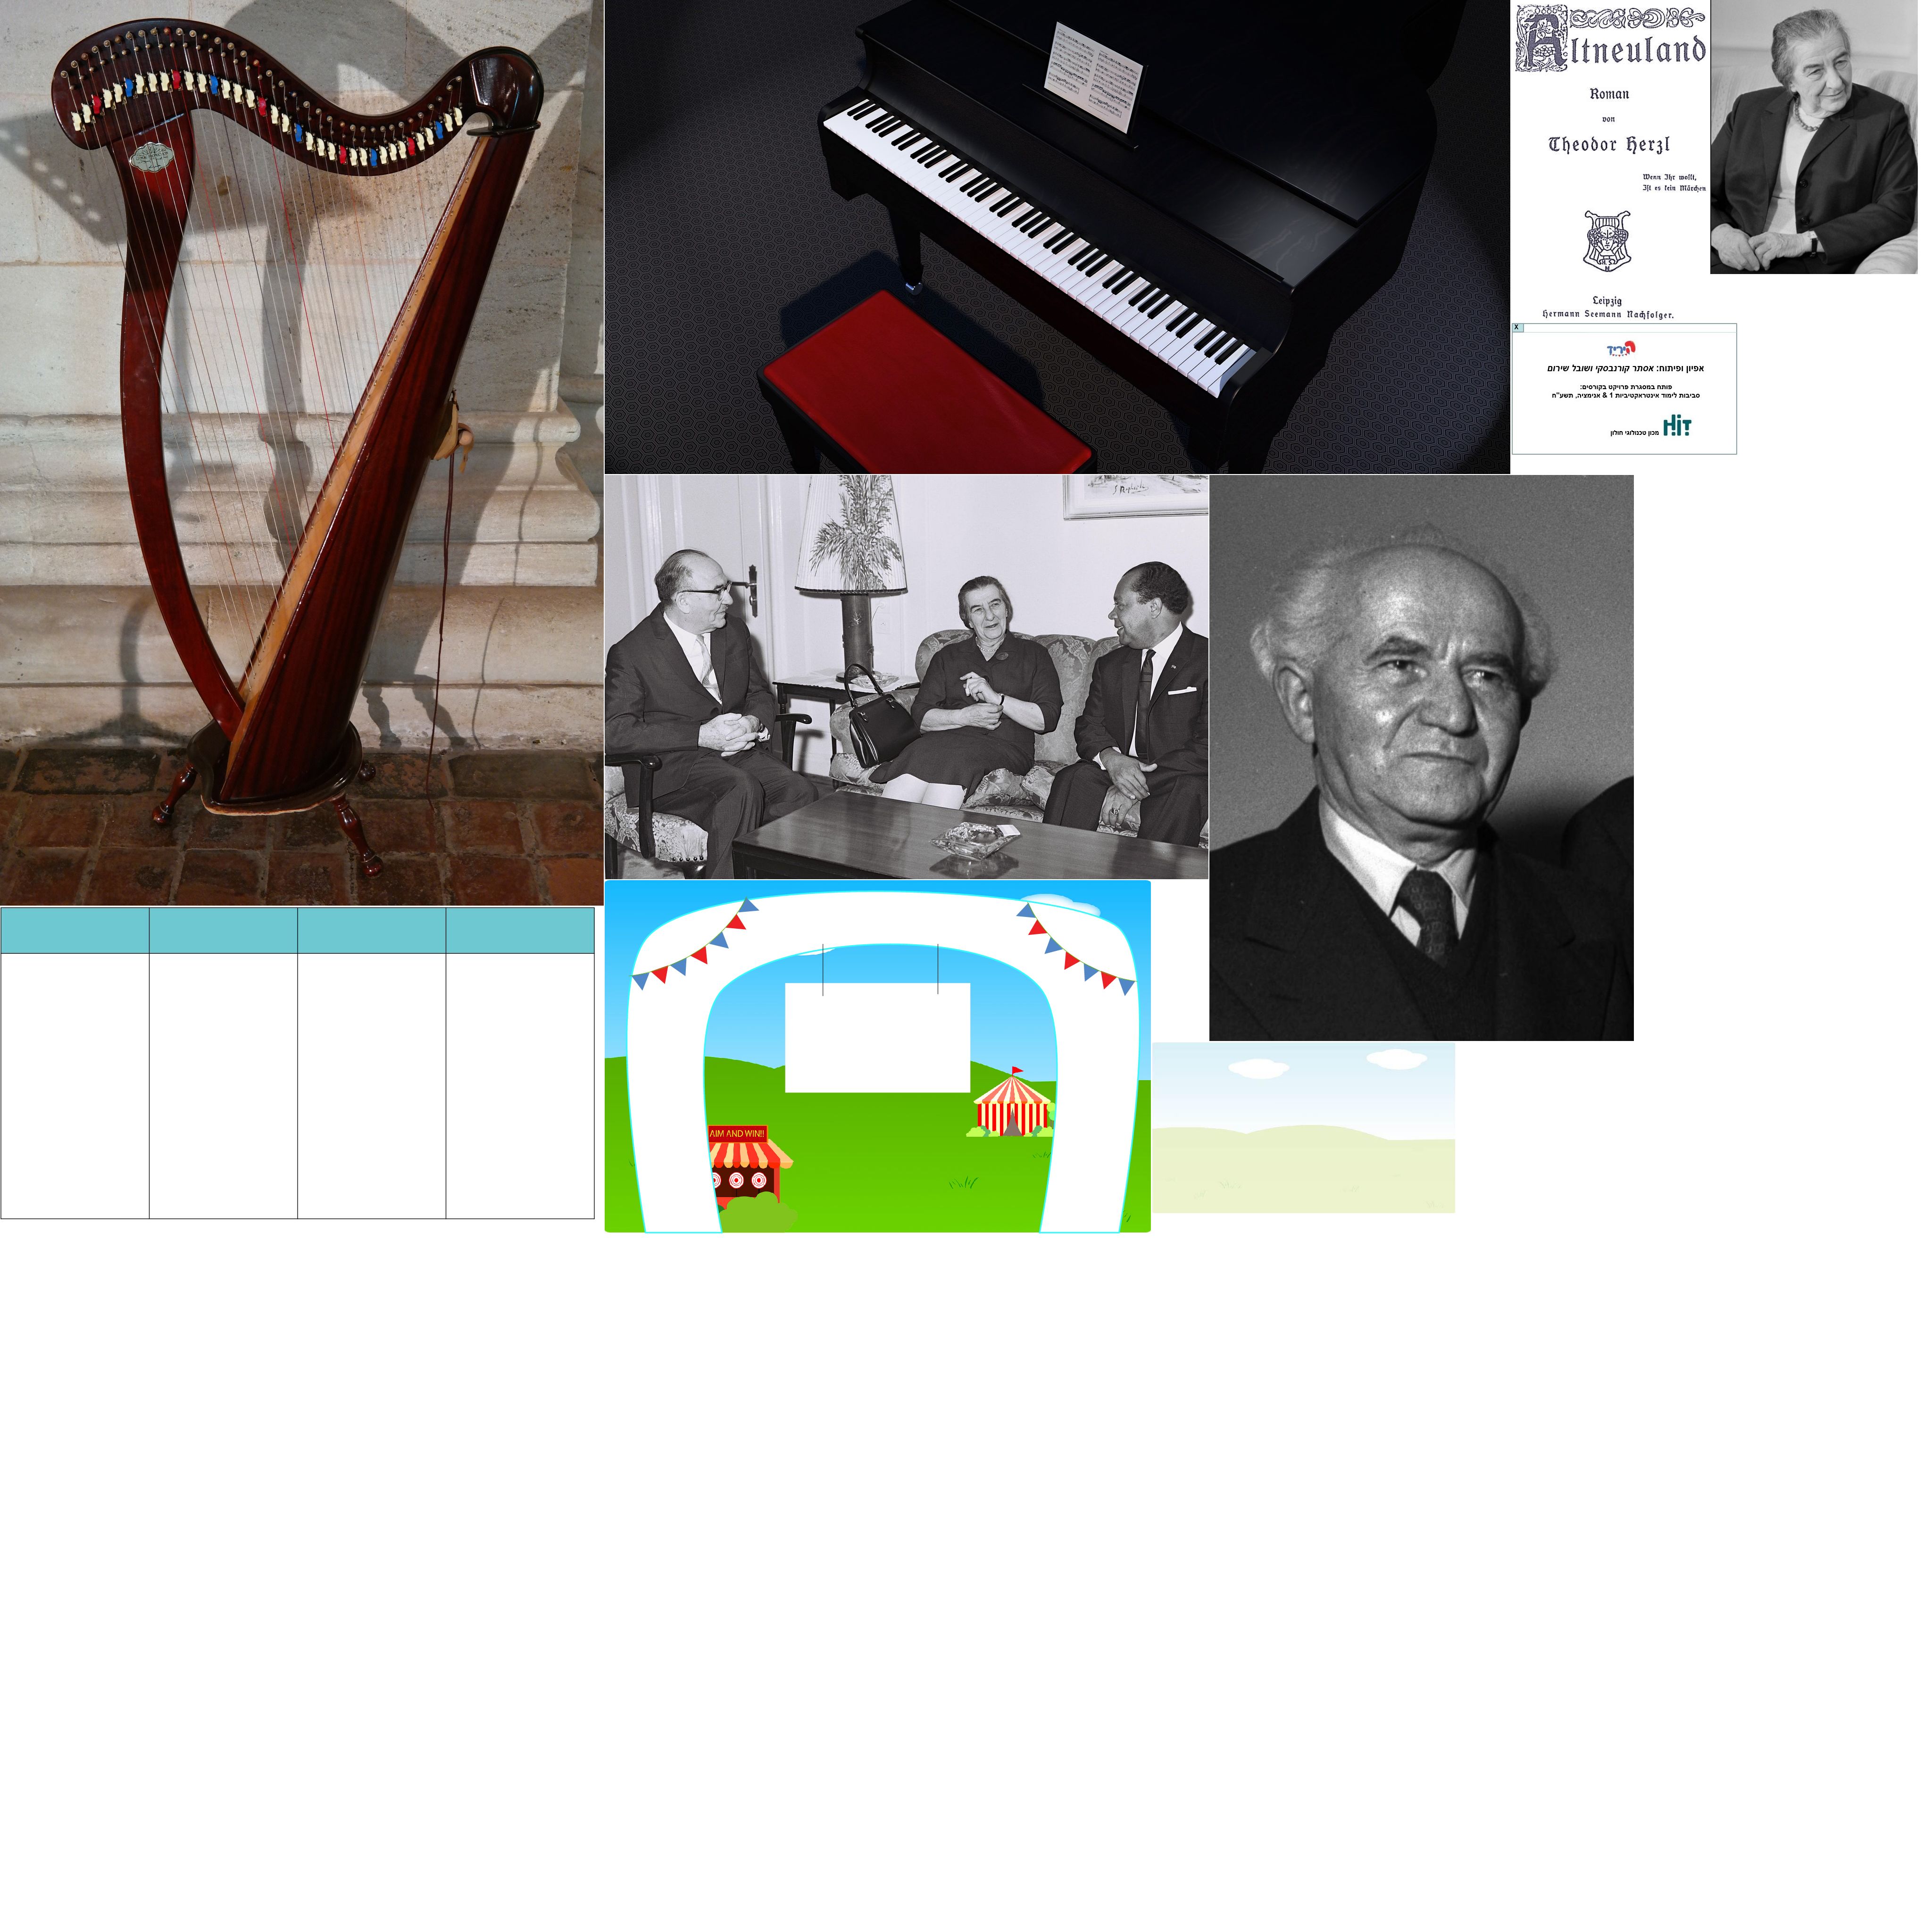 Altneuland
Roman
von
Theodor Herzl
Wenn Ihr wollt,
Ist es kein Märchen
Leipzig
Hermann Seemann Nachfolger.
X
היריד
אפיון ופיתוח: אסתר קורנבסקי ושובל שירום
פותח במסגרת פרויקט בקורסים:
סביבות לימוד אינטראקטיביות 1 & אנימציה, תשע"ח
HiT מכון טכנולוגי חולון
AIM AND WIN!!